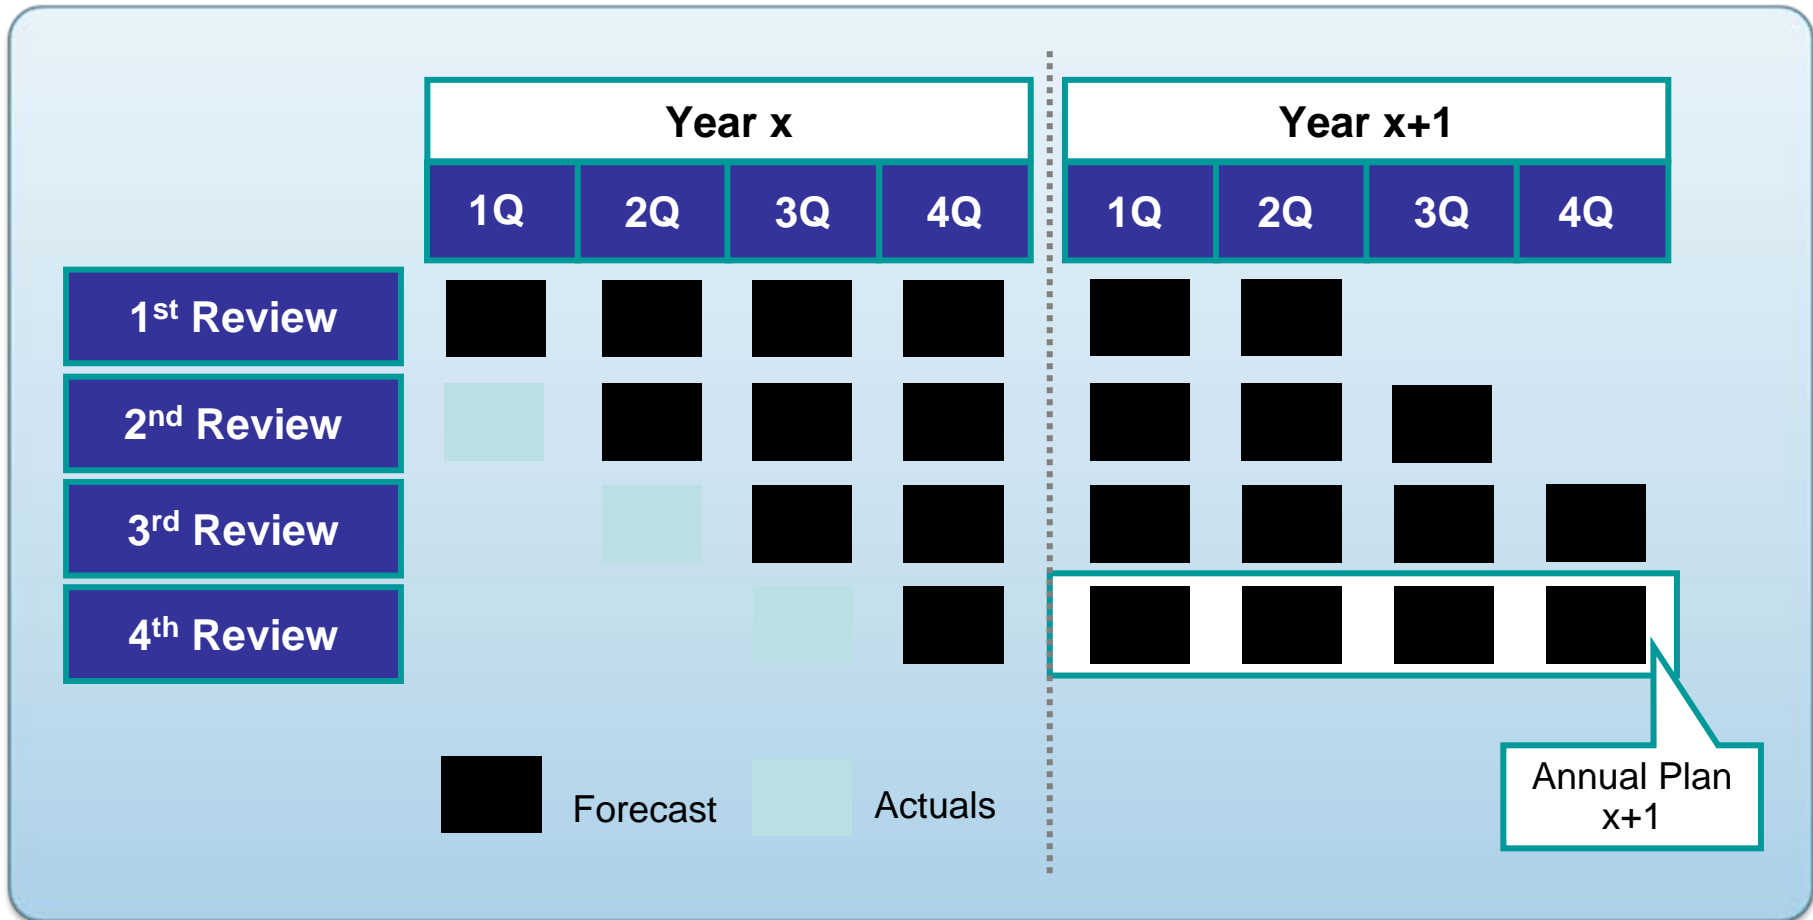 Year x
Year x+1
1Q 2Q 3Q 4Q 1Q 2Q 3Q 4Q
1st Review
2nd Review
3rd Review
4th Review
Forecast
Actuals
Annual Plan
x+1